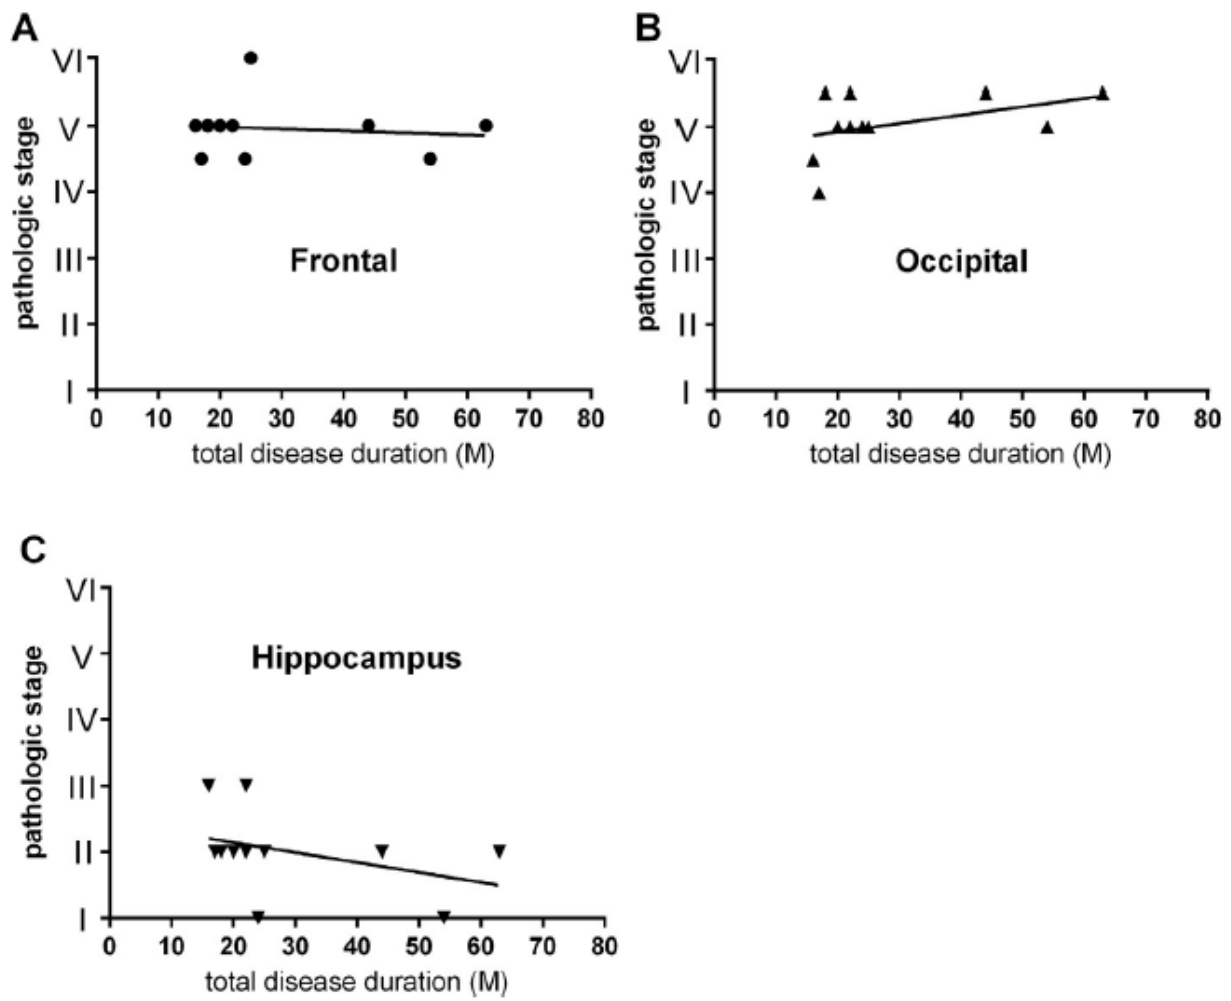 A
pathologic stage
VI
V
IV
III
II
I
Frontal
0 10 20 30 40 50 60 70 80
total disease duration (M)
B
pathologic stage
VI
V
IV
III
II
I
Occipital
0 10 20 30 40 50 60 70 80
total disease duration (M)
C
pathologic stage
VI
V
IV
III
II
I
Hippocampus
0 10 20 30 40 50 60 70 80
total disease duration (M)